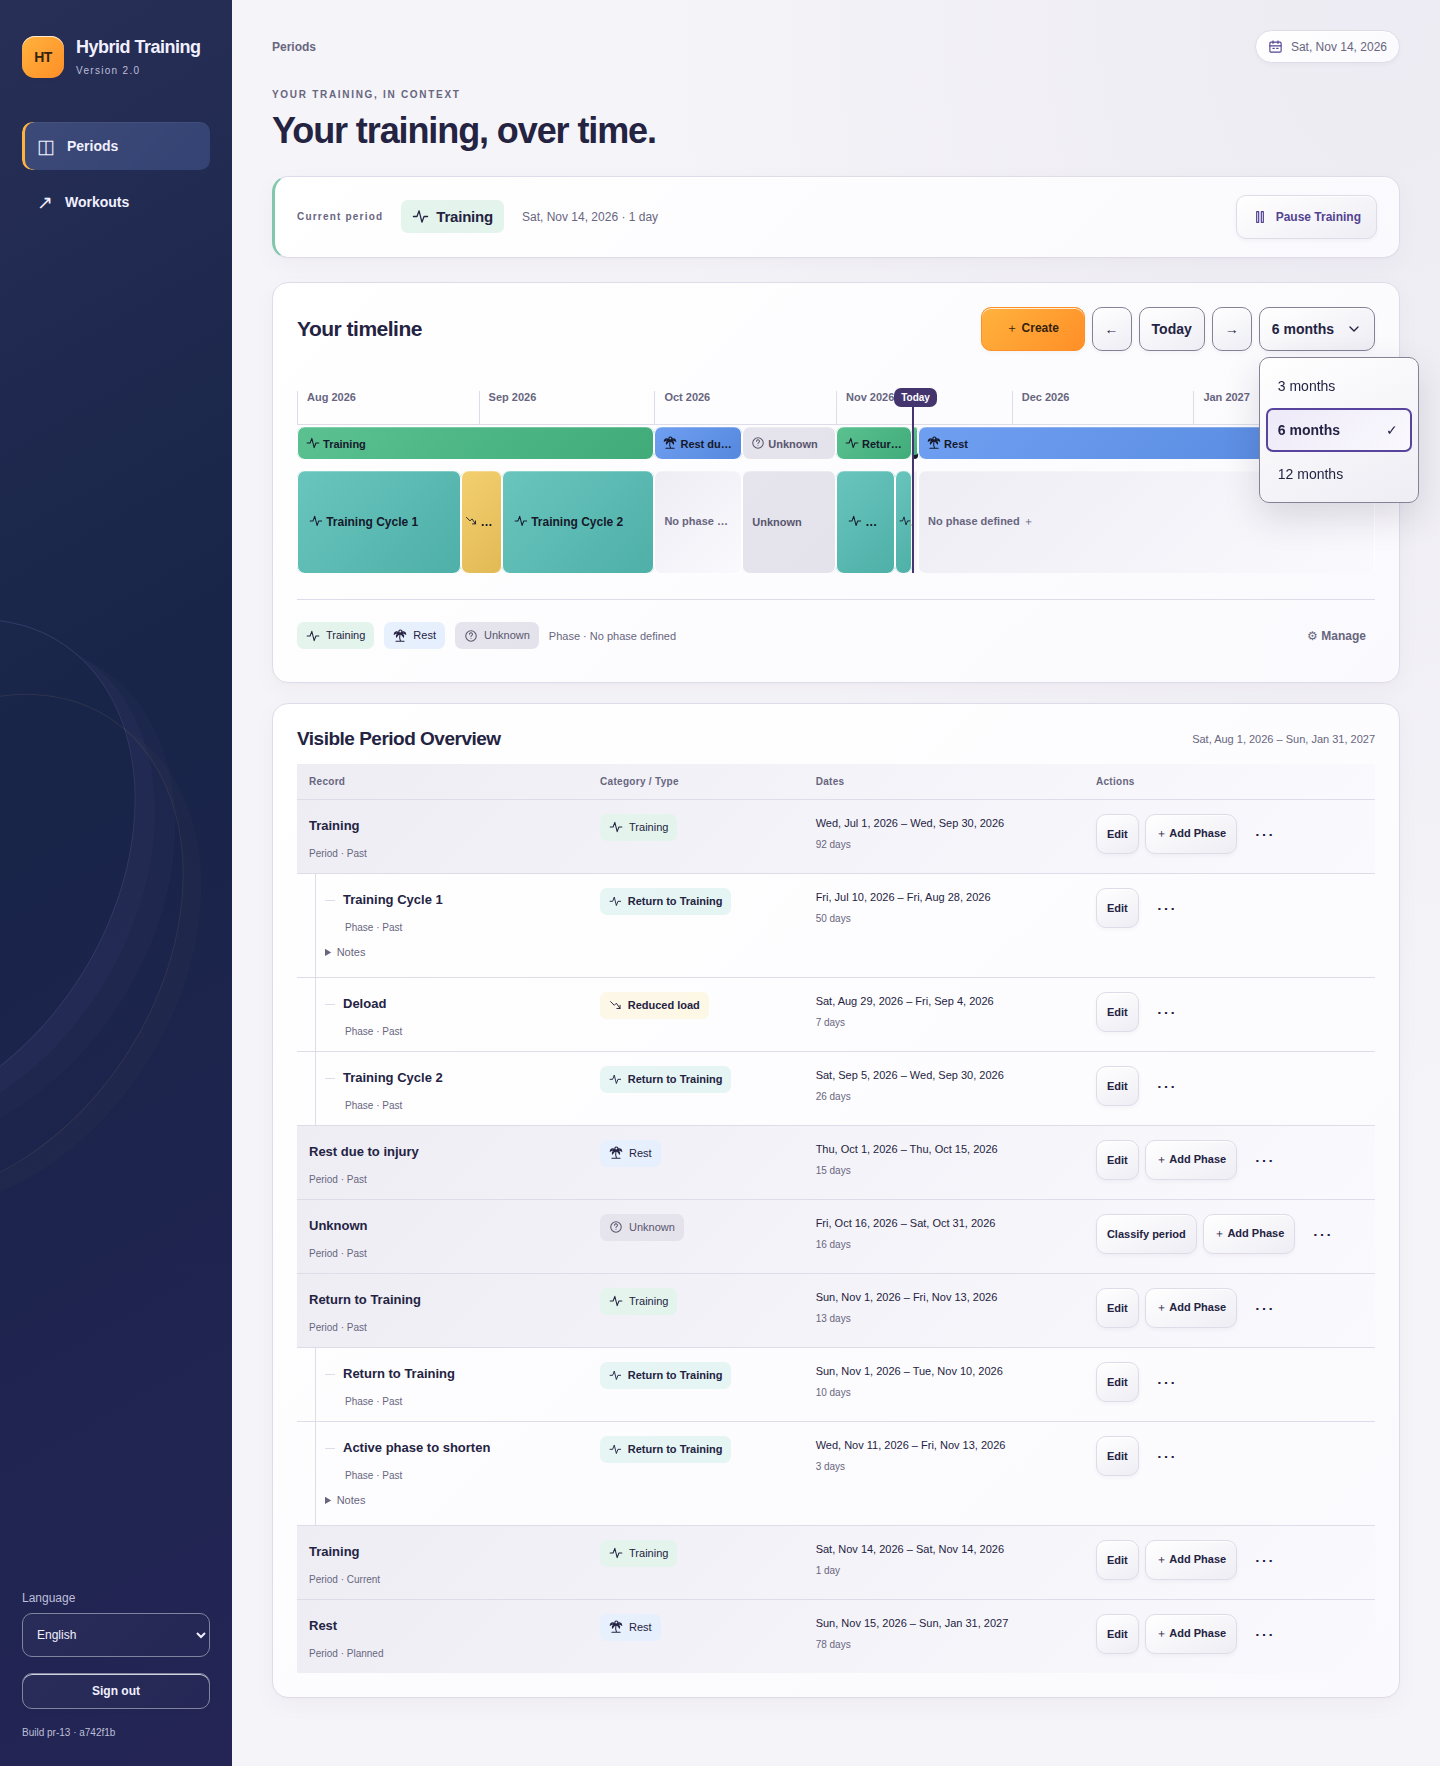 HT
Hybrid Training
Version 2.0
Periods
Workouts
Language
English
Sign out
Build pr-13 · a742f1b
Periods
Sat, Nov 14, 2026
YOUR TRAINING, IN CONTEXT
Your training, over time.
Current period Training Sat, Nov 14, 2026 · 1 day Pause Training
Your timeline
+ Create ← Today → 6 months
3 months
6 months ✓
12 months
Aug 2026 Sep 2026 Oct 2026 Nov 2026 Today Dec 2026 Jan 2027
Training Rest du… Unknown Retur… Rest
Training Cycle 1 … Training Cycle 2 No phase … Unknown … No phase defined +
Training Rest Unknown Phase · No phase defined ⚙ Manage
Visible Period Overview Sat, Aug 1, 2026 – Sun, Jan 31, 2027
Record Category / Type Dates Actions
Training Training Wed, Jul 1, 2026 – Wed, Sep 30, 2026 Edit + Add Phase ···
Period · Past 92 days
Training Cycle 1 Return to Training Fri, Jul 10, 2026 – Fri, Aug 28, 2026 Edit ···
Phase · Past 50 days
▶ Notes
Deload Reduced load Sat, Aug 29, 2026 – Fri, Sep 4, 2026 Edit ···
Phase · Past 7 days
Training Cycle 2 Return to Training Sat, Sep 5, 2026 – Wed, Sep 30, 2026 Edit ···
Phase · Past 26 days
Rest due to injury Rest Thu, Oct 1, 2026 – Thu, Oct 15, 2026 Edit + Add Phase ···
Period · Past 15 days
Unknown Unknown Fri, Oct 16, 2026 – Sat, Oct 31, 2026 Classify period + Add Phase ···
Period · Past 16 days
Return to Training Training Sun, Nov 1, 2026 – Fri, Nov 13, 2026 Edit + Add Phase ···
Period · Past 13 days
Return to Training Return to Training Sun, Nov 1, 2026 – Tue, Nov 10, 2026 Edit ···
Phase · Past 10 days
Active phase to shorten Return to Training Wed, Nov 11, 2026 – Fri, Nov 13, 2026 Edit ···
Phase · Past 3 days
▶ Notes
Training Training Sat, Nov 14, 2026 – Sat, Nov 14, 2026 Edit + Add Phase ···
Period · Current 1 day
Rest Rest Sun, Nov 15, 2026 – Sun, Jan 31, 2027 Edit + Add Phase ···
Period · Planned 78 days